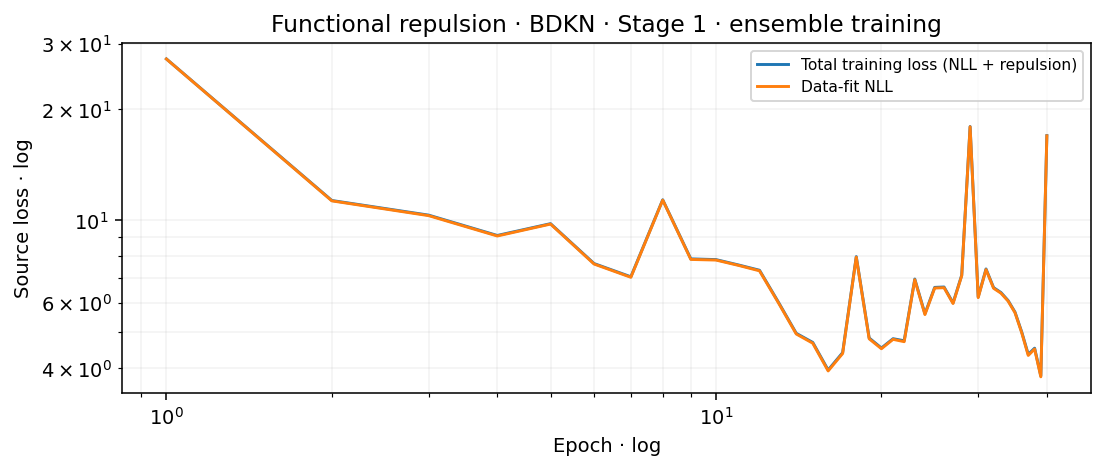 Functional repulsion · BDKN · Stage 1 · ensemble training
Total training loss (NLL + repulsion)
Data-fit NLL
Source loss · log
3 × 10¹
2 × 10¹
10¹
6 × 10⁰
4 × 10⁰
10⁰
10¹
Epoch · log